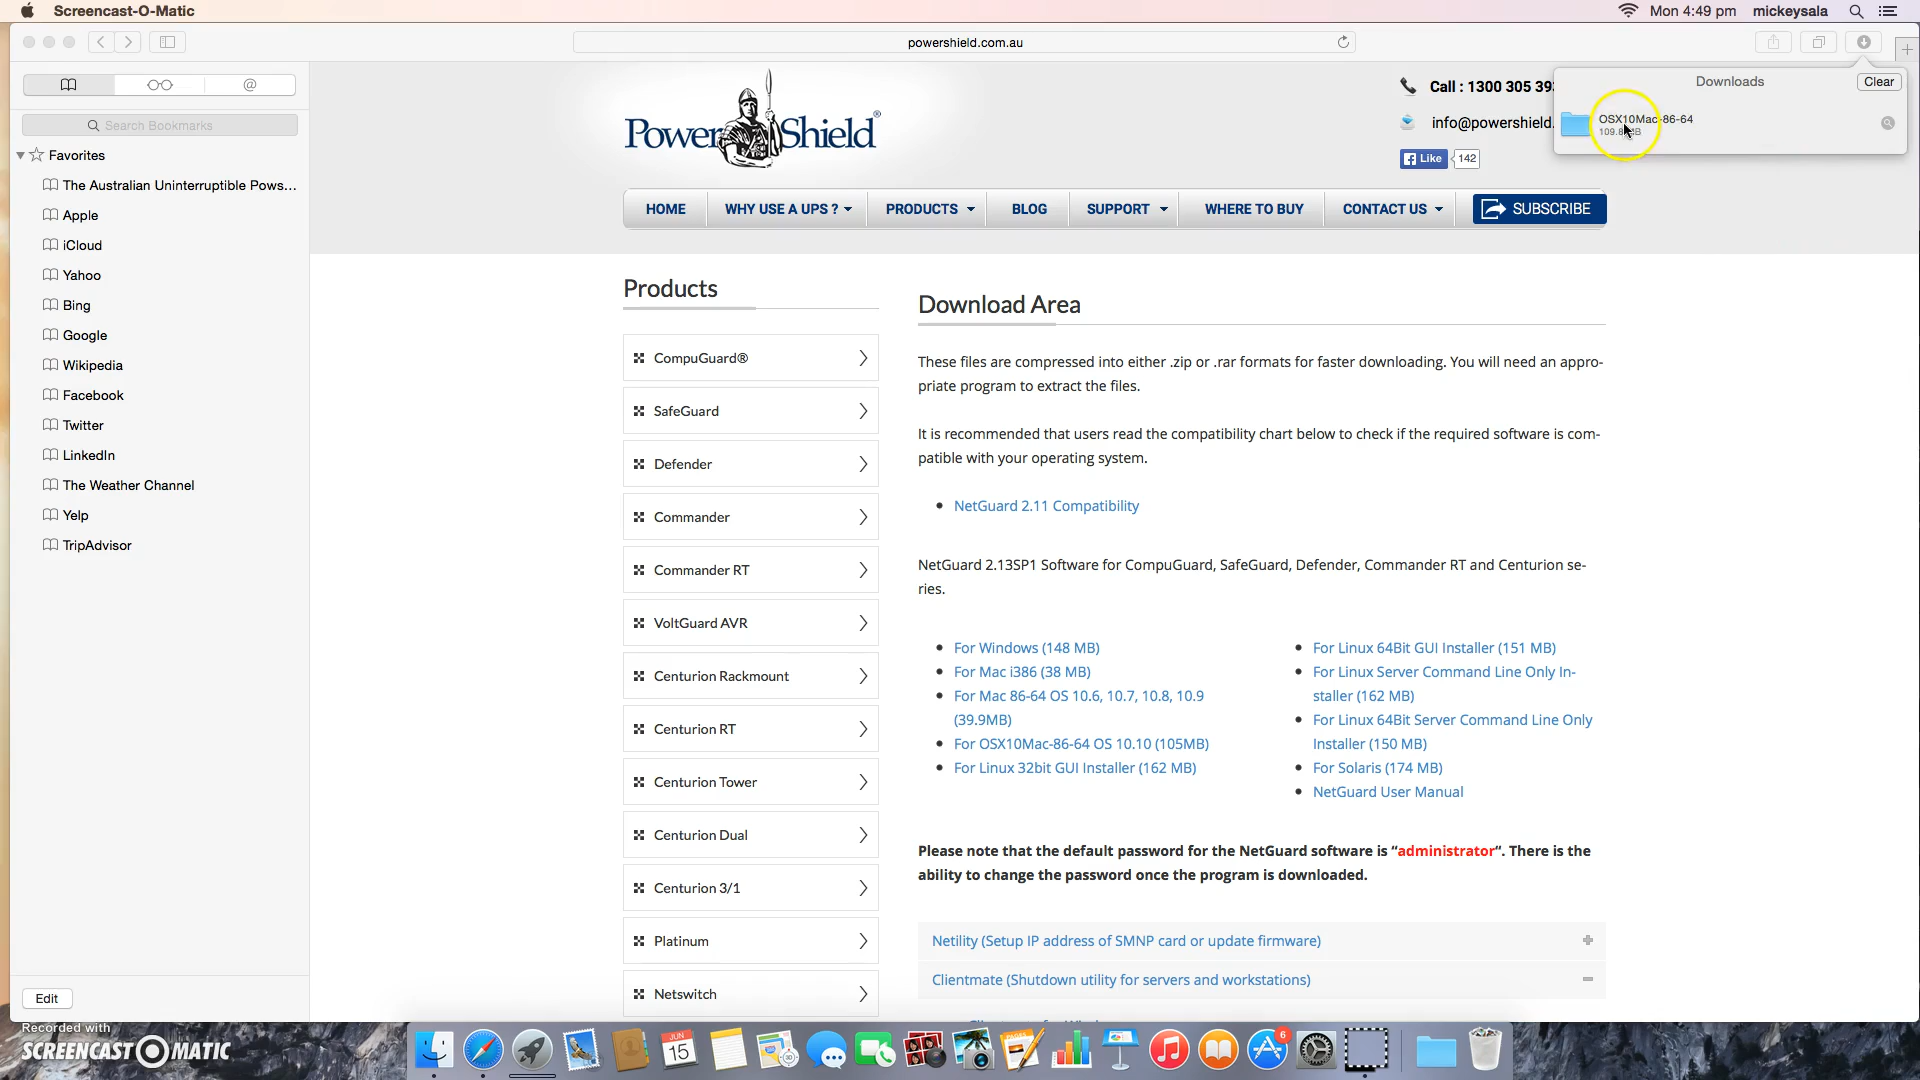 Screencast-O-Matic
Mon 4:49 pm mickeysala
powershield.com.au
Downloads
Clear
OSX10Mac-86-64
Search Bookmarks
Favorites
The Australian Uninterruptible Pows...
Apple
iCloud
Yahoo
Bing
Google
Wikipedia
Facebook
Twitter
LinkedIn
The Weather Channel
Yelp
TripAdvisor
Edit
PowerShield®
Call : 1300 305 39
info@powershield.
Like 142
HOME WHY USE A UPS ? PRODUCTS BLOG SUPPORT WHERE TO BUY CONTACT US SUBSCRIBE
Products
CompuGuard®
SafeGuard
Defender
Commander
Commander RT
VoltGuard AVR
Centurion Rackmount
Centurion RT
Centurion Tower
Centurion Dual
Centurion 3/1
Platinum
Netswitch
Download Area
These files are compressed into either .zip or .rar formats for faster downloading. You will need an appro-
priate program to extract the files.
It is recommended that users read the compatibility chart below to check if the required software is com-
patible with your operating system.
NetGuard 2.11 Compatibility
NetGuard 2.13SP1 Software for CompuGuard, SafeGuard, Defender, Commander RT and Centurion se-
ries.
For Windows (148 MB)
For Mac i386 (38 MB)
For Mac 86-64 OS 10.6, 10.7, 10.8, 10.9
(39.9MB)
For OSX10Mac-86-64 OS 10.10 (105MB)
For Linux 32bit GUI Installer (162 MB)
For Linux 64Bit GUI Installer (151 MB)
For Linux Server Command Line Only In-
staller (162 MB)
For Linux 64Bit Server Command Line Only
Installer (150 MB)
For Solaris (174 MB)
NetGuard User Manual
Please note that the default password for the NetGuard software is “administrator“. There is the
ability to change the password once the program is downloaded.
Netility (Setup IP address of SMNP card or update firmware)
Clientmate (Shutdown utility for servers and workstations)
Recorded with
SCREENCAST O MATIC
JUN
15
6